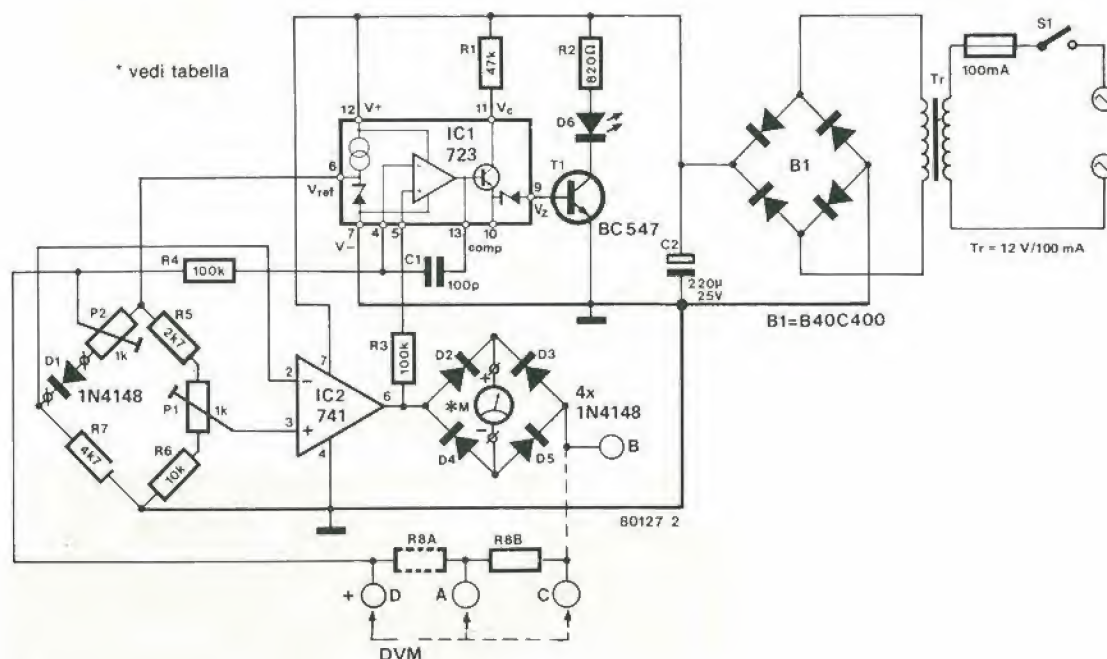 * vedi tabella
R1
47k
R2
820Ω
D6
T1
BC547
12
V+
11
Vc
IC1
723
6
Vref
9
Vz
7
V–
4
5
13
comp
10
C1
100p
R4
100k
P2
1k
R5
2k7
D1
1N4148
P1
1k
R7
4k7
R6
10k
R3
100k
2
–
3
+
7
IC2
741
6
4
D2
D3
D4
D5
+
*M
–
4x
1N4148
B
C2
220µ
25V
B1
B1=B40C400
Tr
100mA
S1
Tr = 12 V/100 mA
80127 2
R8A
R8B
+
D
A
C
DVM